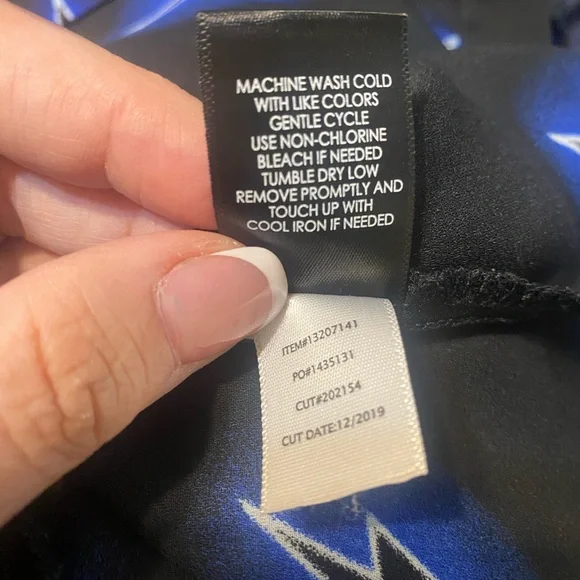 MACHINE WASH COLD
WITH LIKE COLORS
GENTLE CYCLE
USE NON-CHLORINE
BLEACH IF NEEDED
TUMBLE DRY LOW
REMOVE PROMPTLY AND
TOUCH UP WITH
COOL IRON IF NEEDED
ITEM#13207141
PO#1435131
CUT#202154
CUT DATE:12/2019